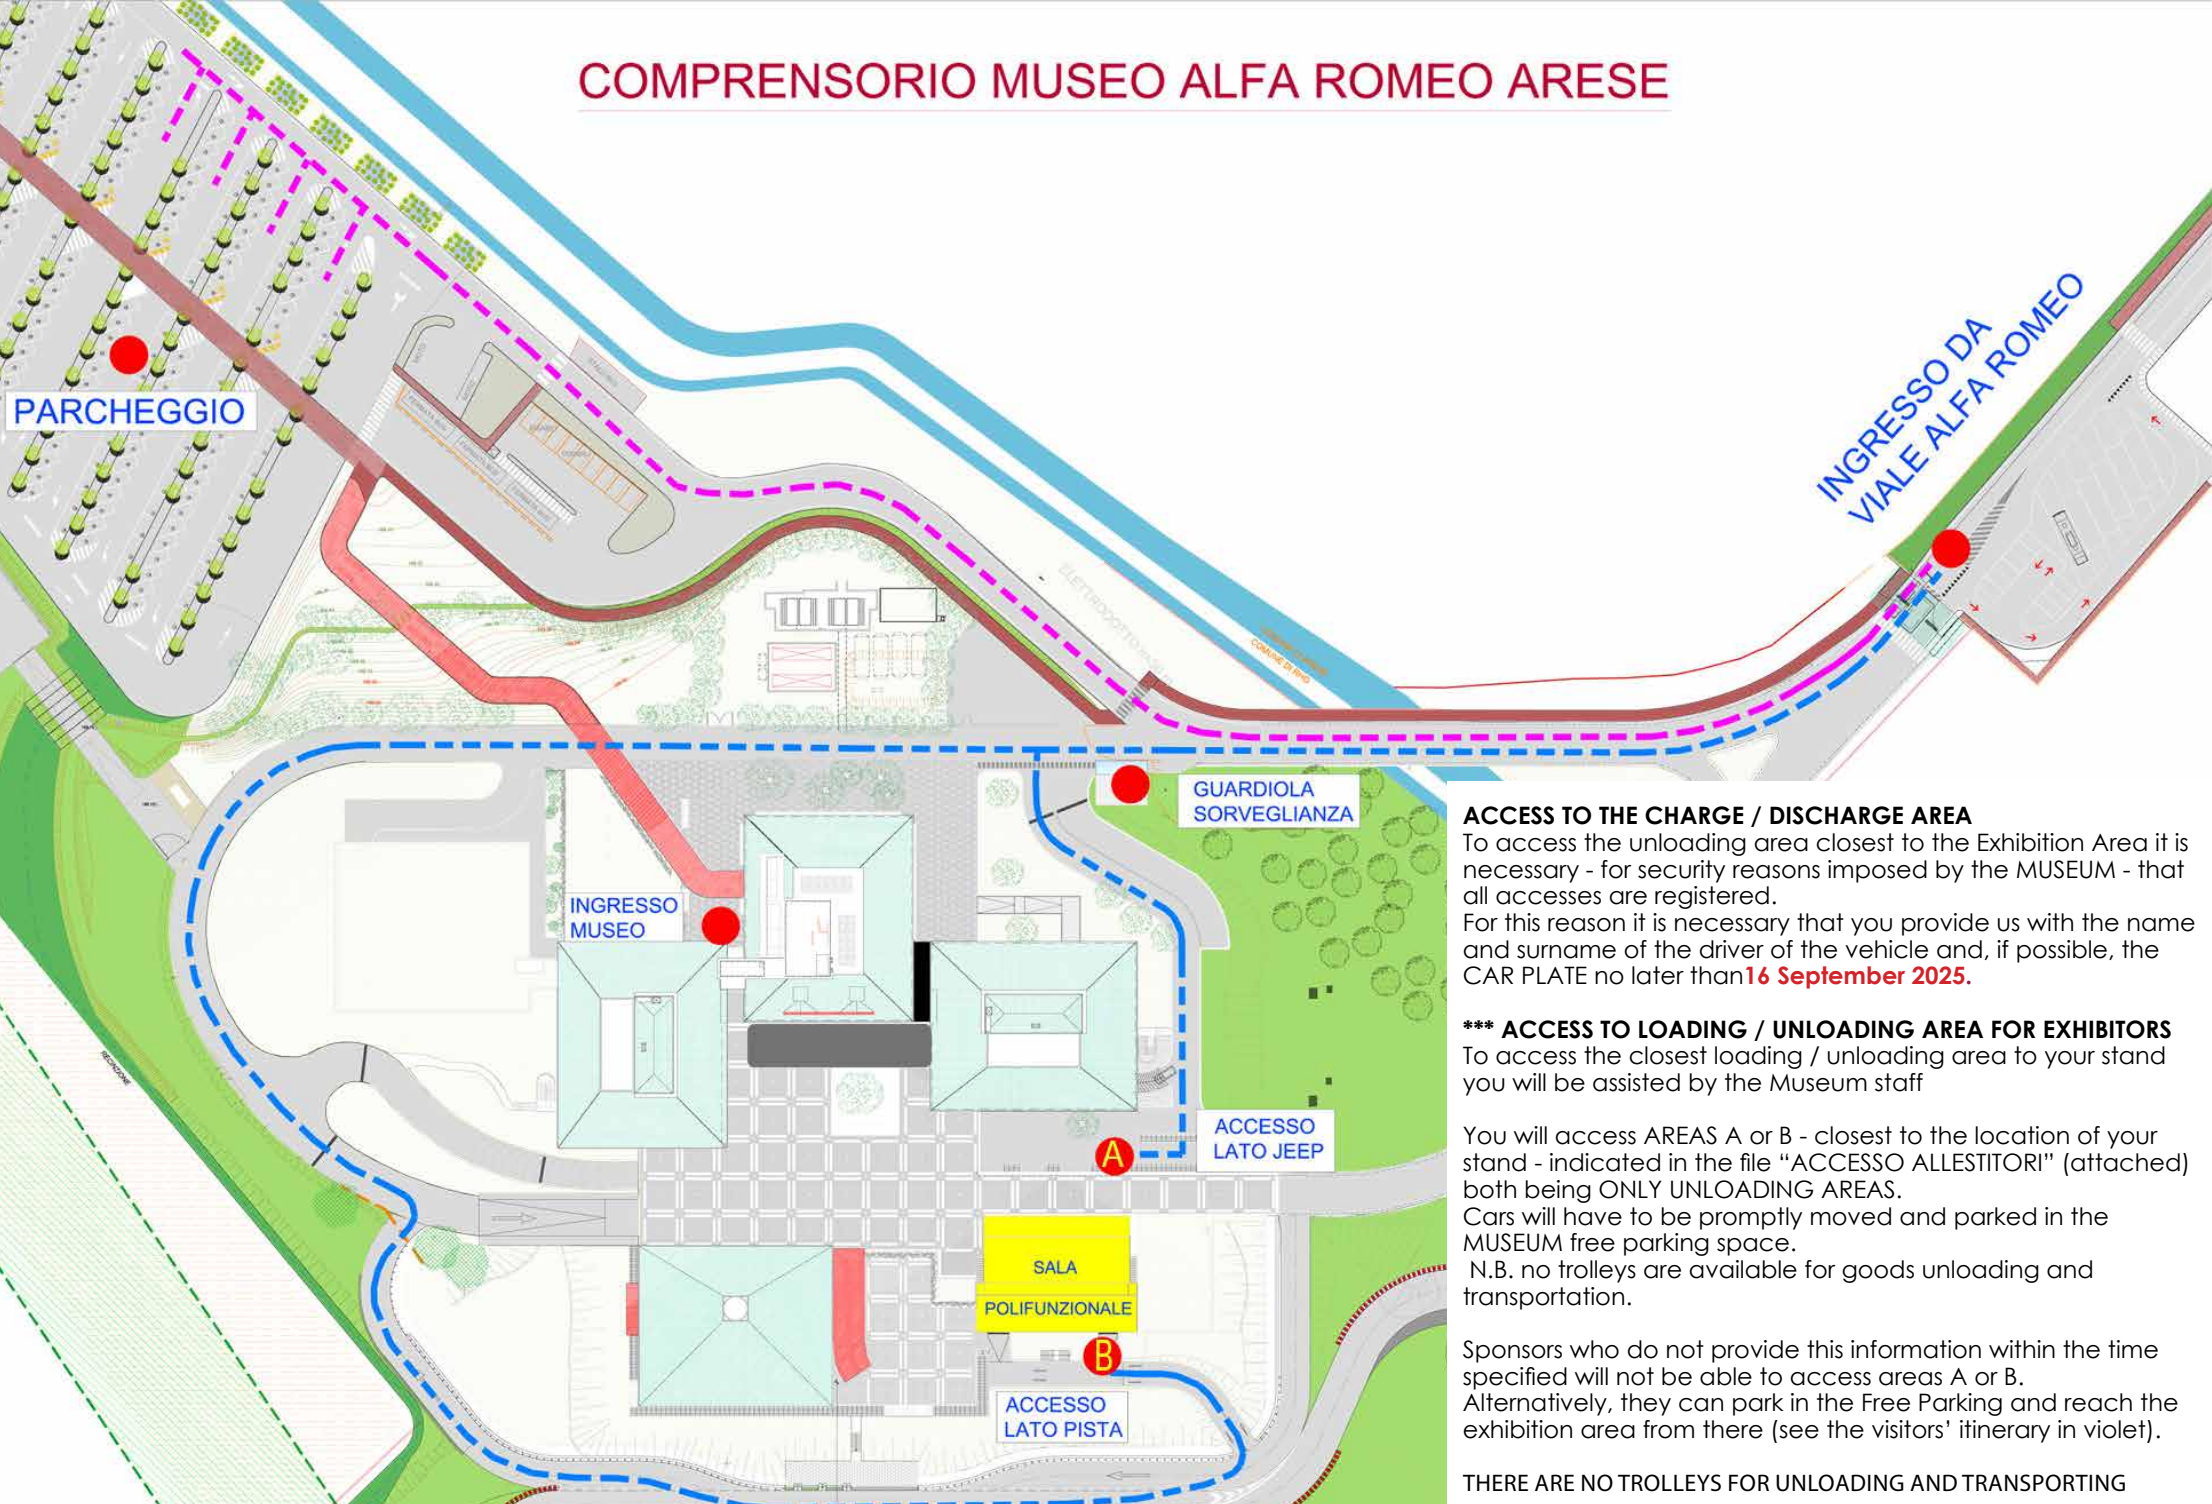 COMPRENSORIO MUSEO ALFA ROMEO ARESE
INGRESSO DA
VIALE ALFA ROMEO
PARCHEGGIO
ELETTRODOTTO
COMUNE DI RHO
GUARDIOLA
SORVEGLIANZA
INGRESSO
MUSEO
RECINZIONE
ACCESSO
LATO JEEP
A
SALA
POLIFUNZIONALE
B
ACCESSO
LATO PISTA
ACCESS TO THE CHARGE / DISCHARGE AREA
To access the unloading area closest to the Exhibition Area it is
necessary - for security reasons imposed by the MUSEUM - that
all accesses are registered.
For this reason it is necessary that you provide us with the name
and surname of the driver of the vehicle and, if possible, the
CAR PLATE no later than16 September 2025.
*** ACCESS TO LOADING / UNLOADING AREA FOR EXHIBITORS
To access the closest loading / unloading area to your stand
you will be assisted by the Museum staff
You will access AREAS A or B - closest to the location of your
stand - indicated in the file “ACCESSO ALLESTITORI” (attached)
both being ONLY UNLOADING AREAS.
Cars will have to be promptly moved and parked in the
MUSEUM free parking space.
N.B. no trolleys are available for goods unloading and
transportation.
Sponsors who do not provide this information within the time
specified will not be able to access areas A or B.
Alternatively, they can park in the Free Parking and reach the
exhibition area from there (see the visitors’ itinerary in violet).
THERE ARE NO TROLLEYS FOR UNLOADING AND TRANSPORTING